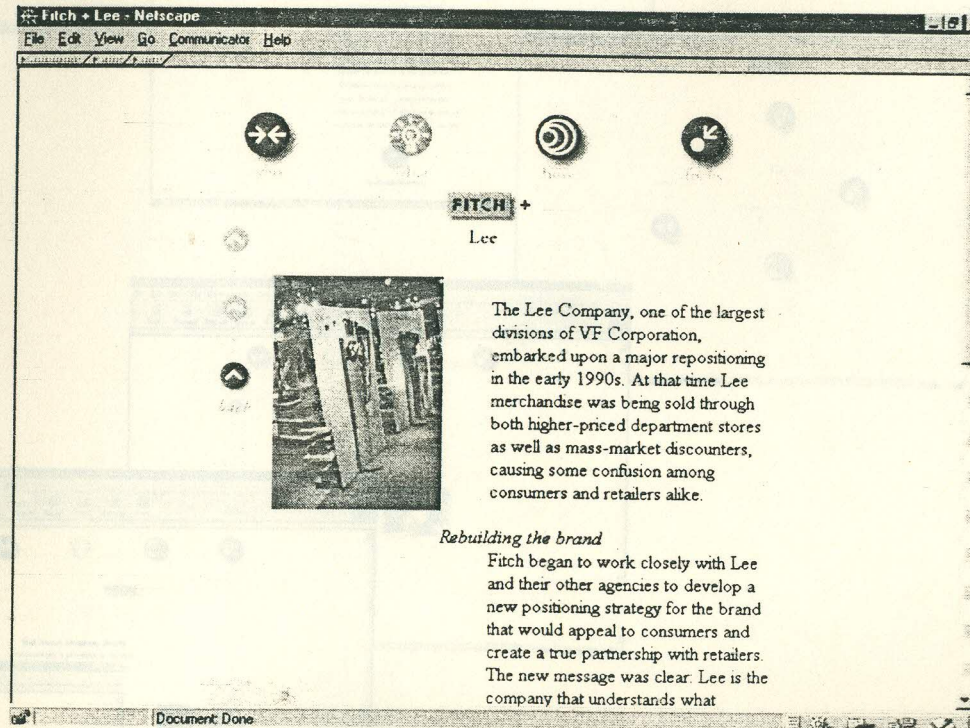 Fitch + Lee - Netscape
File Edit View Go Communicator Help
FITCH +
Lee
The Lee Company, one of the largest
divisions of VF Corporation,
embarked upon a major repositioning
in the early 1990s. At that time Lee
merchandise was being sold through
both higher-priced department stores
as well as mass-market discounters,
causing some confusion among
consumers and retailers alike.
Rebuilding the brand
Fitch began to work closely with Lee
and their other agencies to develop a
new positioning strategy for the brand
that would appeal to consumers and
create a true partnership with retailers.
The new message was clear: Lee is the
company that understands what
Document: Done